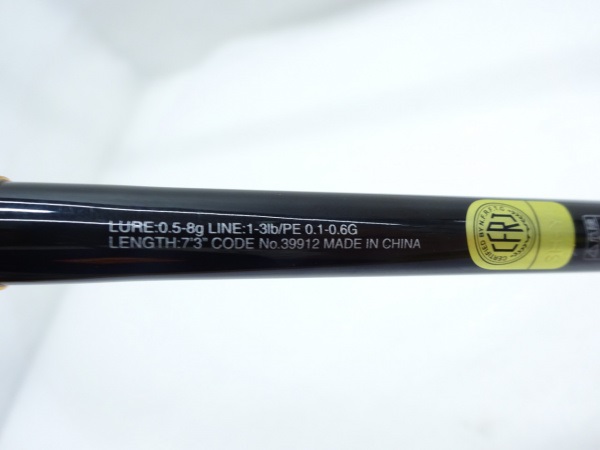 LURE:0.5-8g LINE:1-3lb/PE 0.1-0.6G
LENGTH:7'3" CODE No.39912 MADE IN CHINA
CFRT